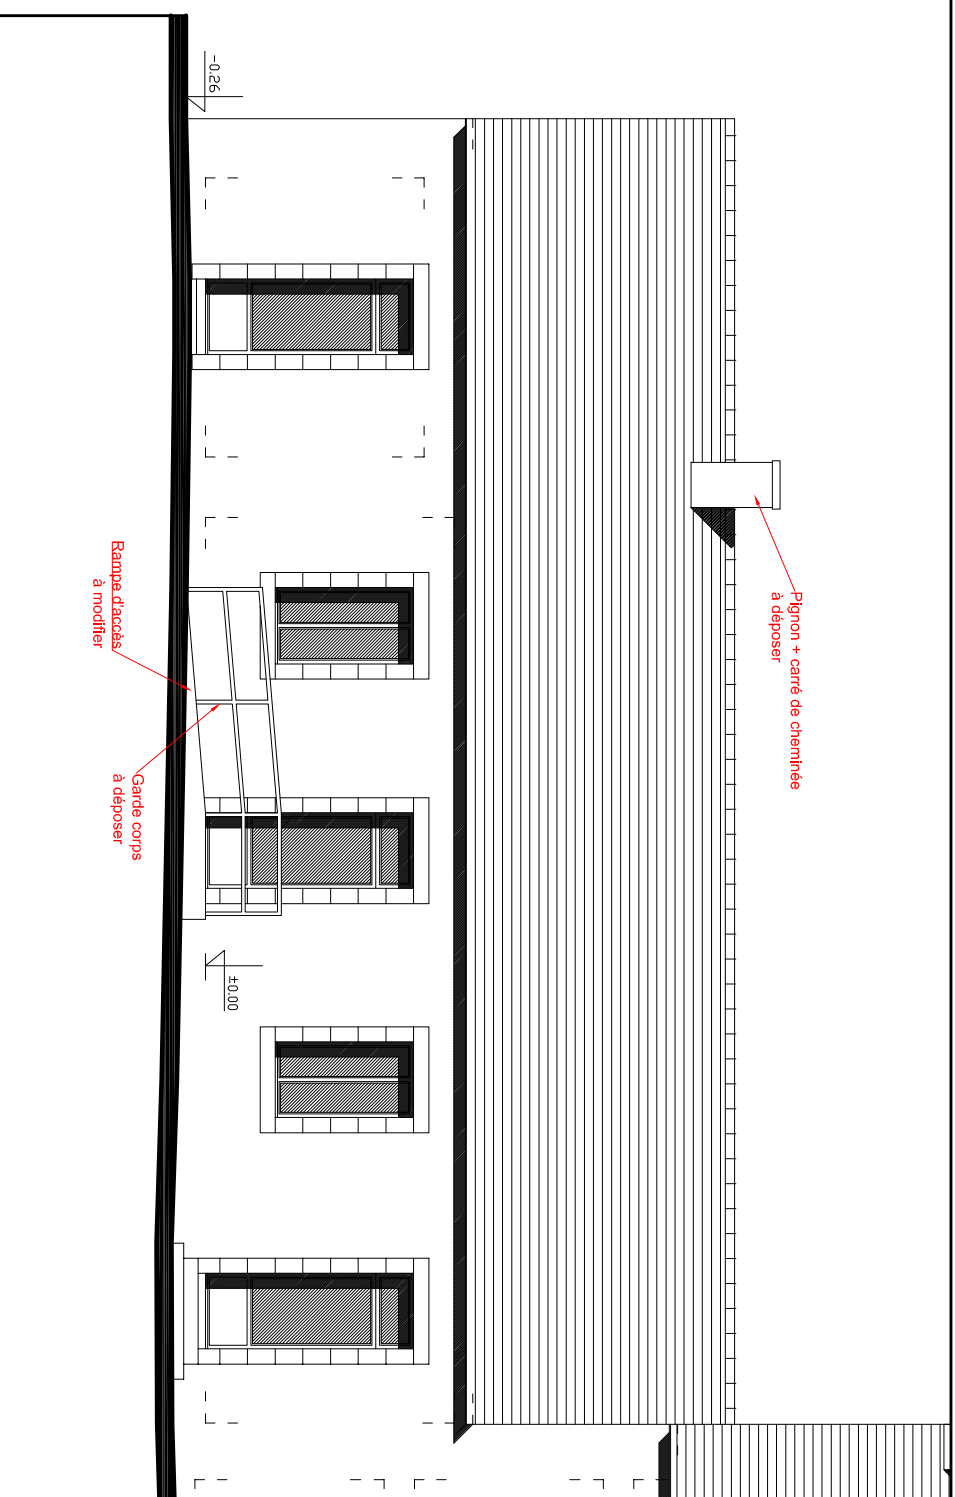 -0.26
Pignon + carré de cheminée
à déposer
Rampe d'accès
à modifier
Garde corps
à déposer
±0.00